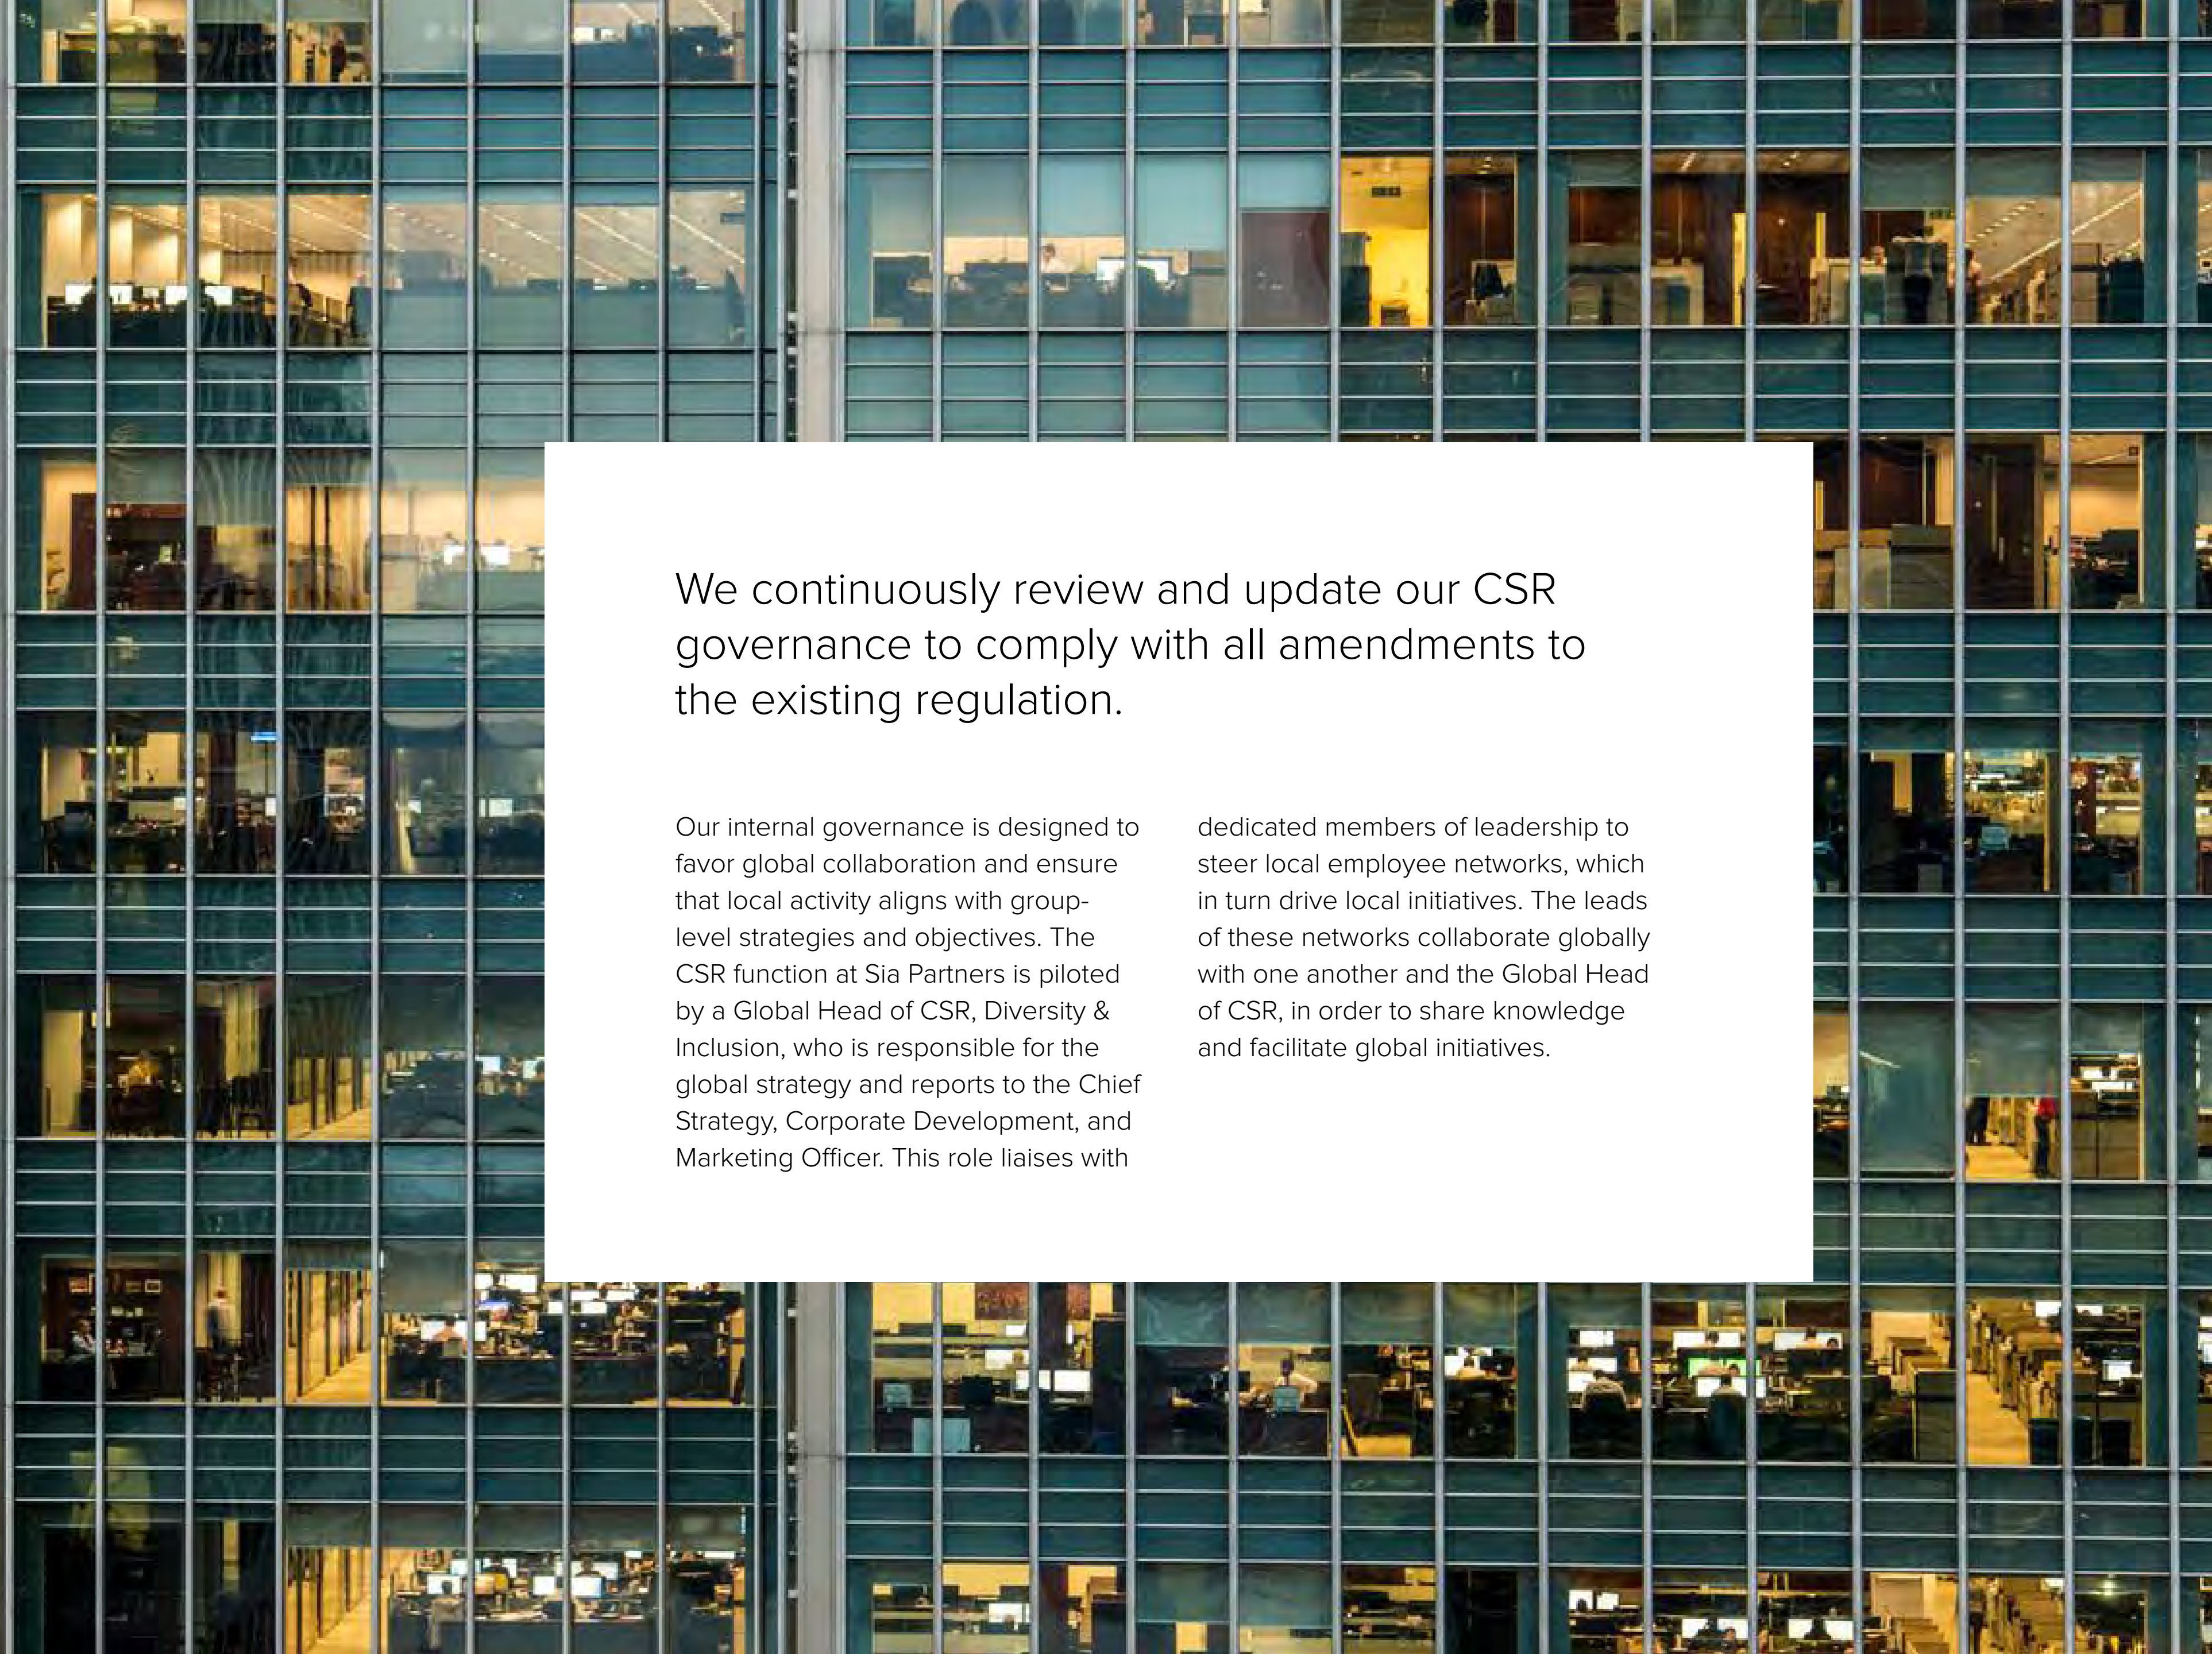 We continuously review and update our CSR
governance to comply with all amendments to
the existing regulation.
Our internal governance is designed to
favor global collaboration and ensure
that local activity aligns with group-
level strategies and objectives. The
CSR function at Sia Partners is piloted
by a Global Head of CSR, Diversity &
Inclusion, who is responsible for the
global strategy and reports to the Chief
Strategy, Corporate Development, and
Marketing Officer. This role liaises with
dedicated members of leadership to
steer local employee networks, which
in turn drive local initiatives. The leads
of these networks collaborate globally
with one another and the Global Head
of CSR, in order to share knowledge
and facilitate global initiatives.